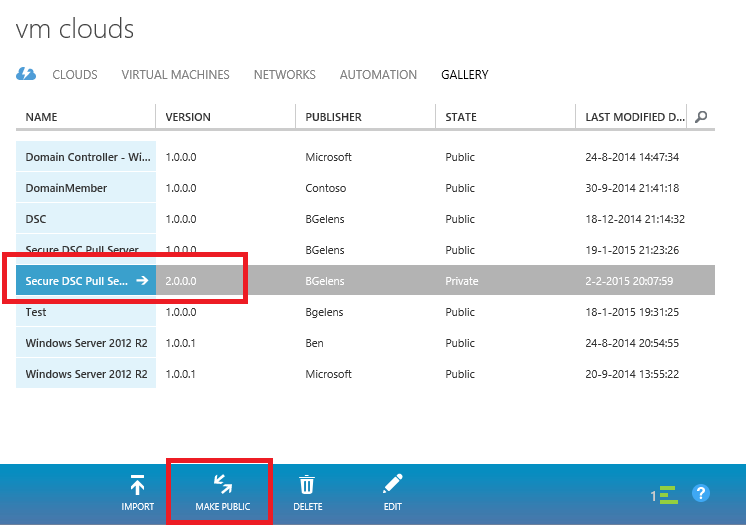 vm clouds
CLOUDS VIRTUAL MACHINES NETWORKS AUTOMATION GALLERY
NAME VERSION PUBLISHER STATE LAST MODIFIED D...
Domain Controller - Wi... 1.0.0.0 Microsoft Public 24-8-2014 14:47:34
DomainMember 1.0.0.0 Contoso Public 30-9-2014 21:41:18
DSC 1.0.0.0 BGelens Public 18-12-2014 21:14:32
Secure DSC Pull Server 1.0.0.0 BGelens Public 19-1-2015 21:23:26
Secure DSC Pull Se... 2.0.0.0 BGelens Private 2-2-2015 20:07:59
Test 1.0.0.0 Bgelens Public 18-1-2015 19:31:25
Windows Server 2012 R2 1.0.0.1 Ben Public 24-8-2014 20:54:55
Windows Server 2012 R2 1.0.0.1 Microsoft Public 20-9-2014 13:55:22
IMPORT MAKE PUBLIC DELETE EDIT 1 ?